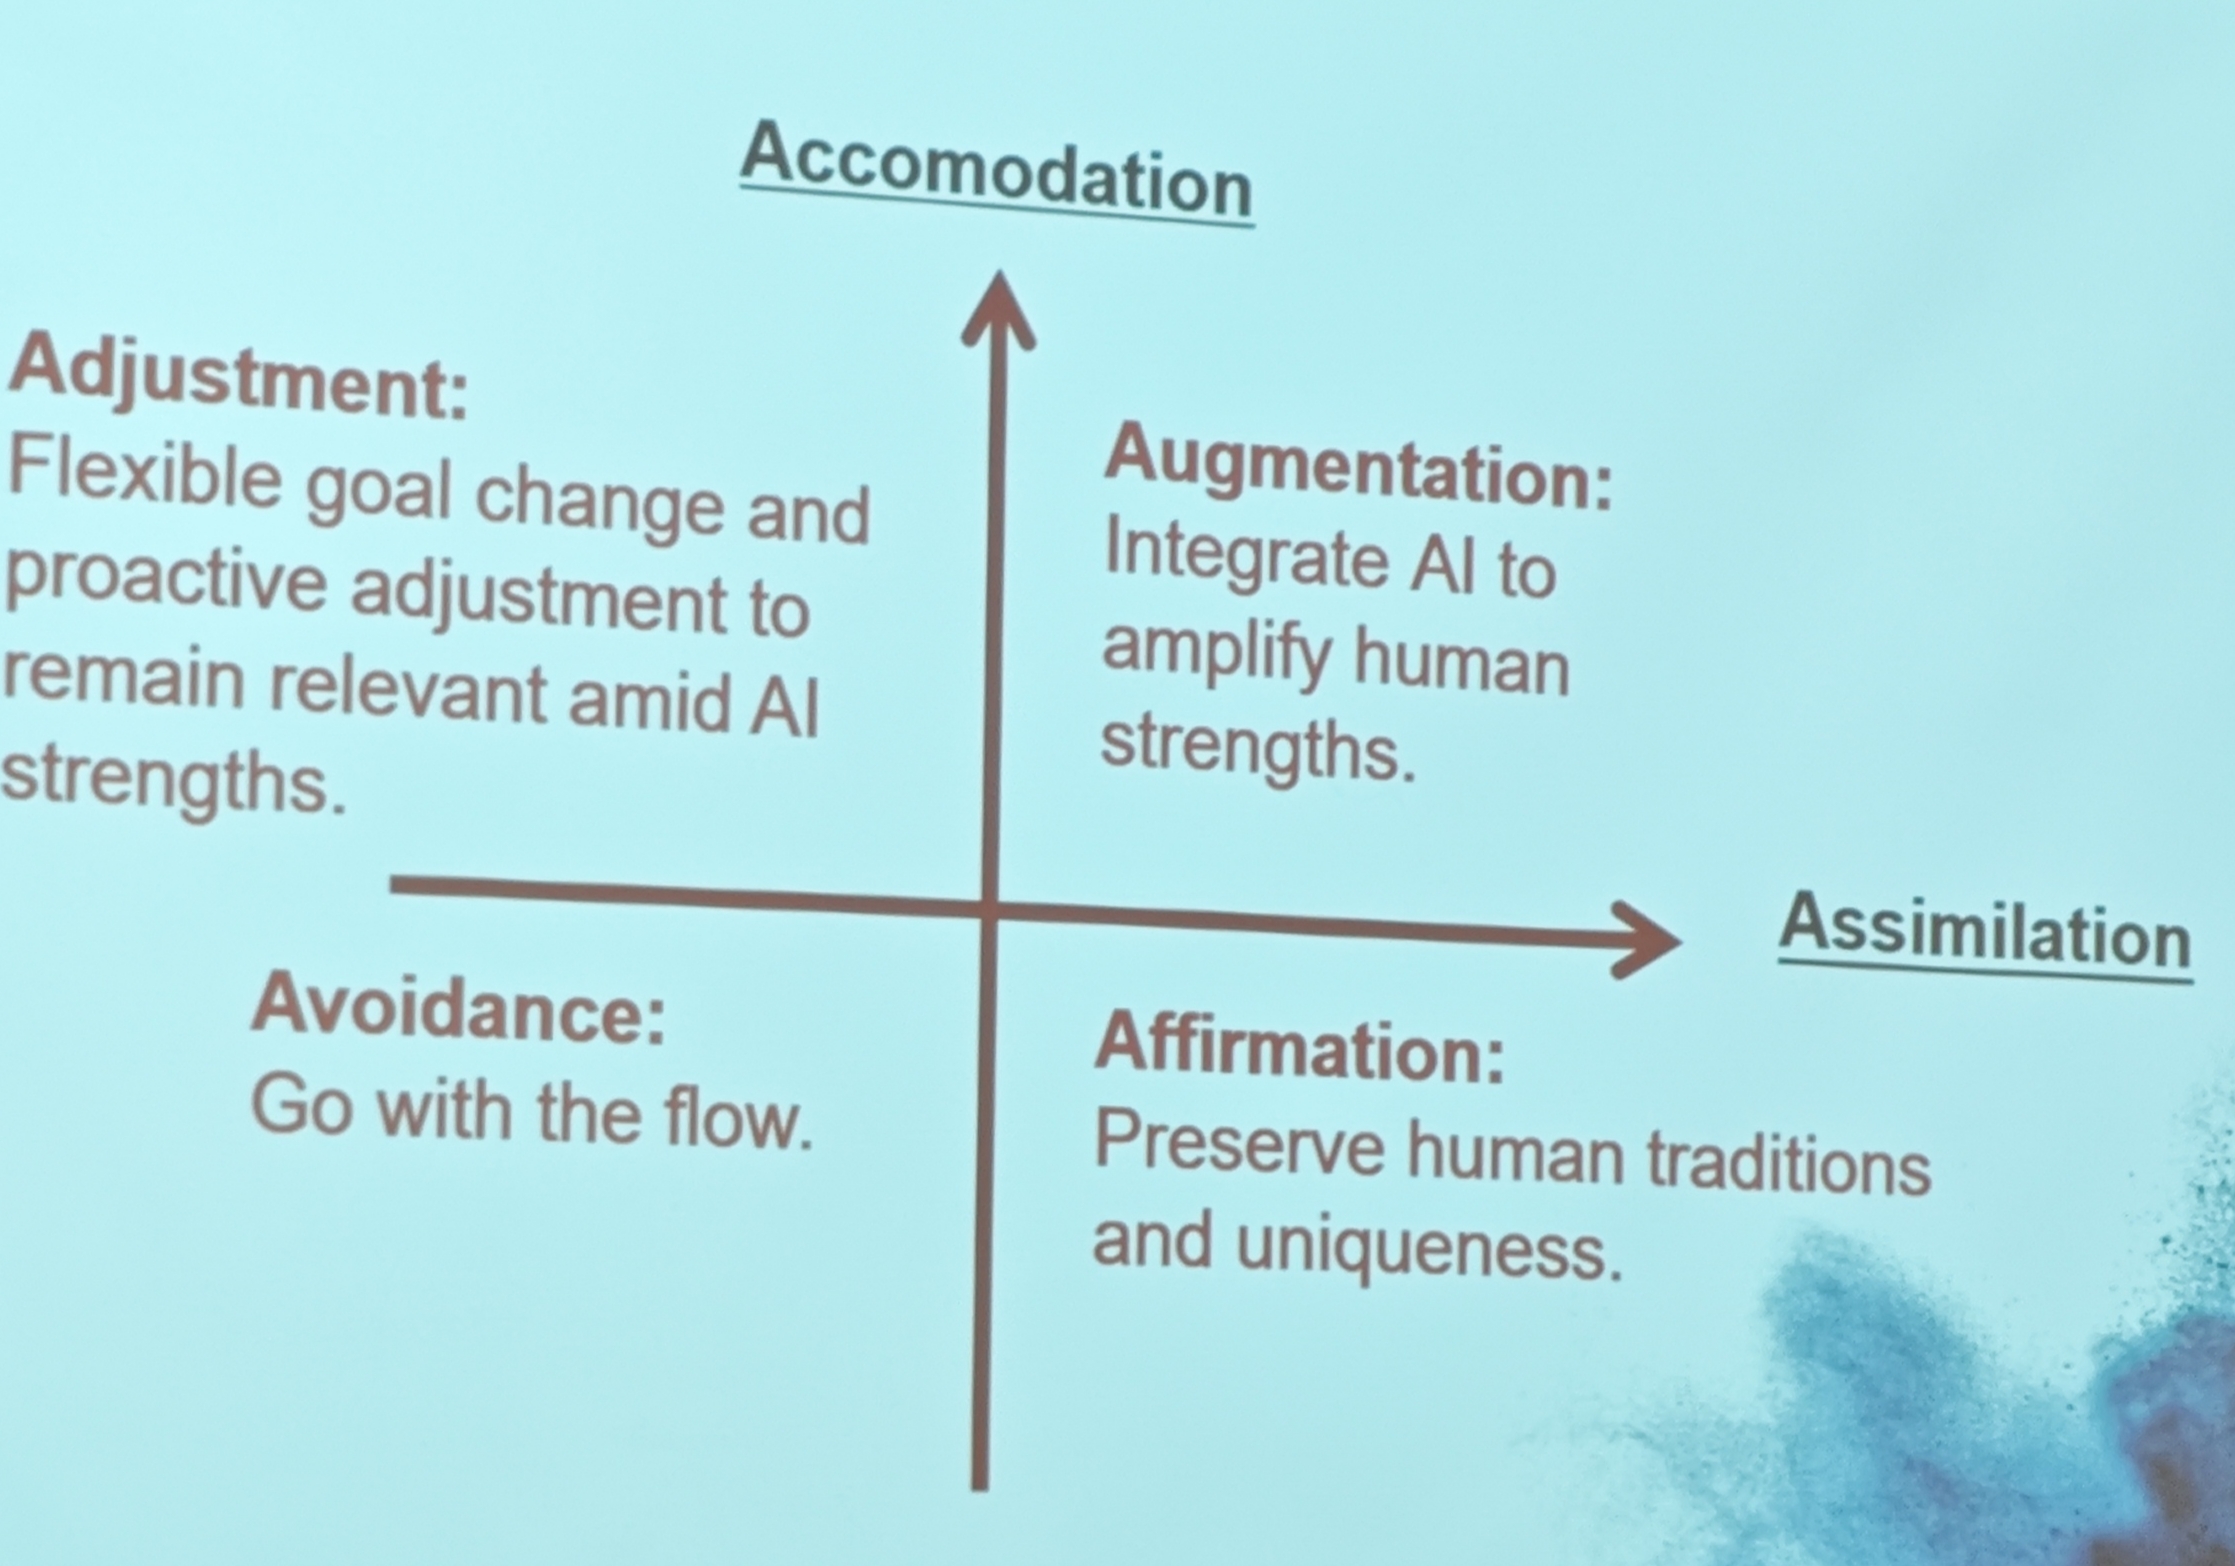 Accomodation
Adjustment:
Flexible goal change and
proactive adjustment to
remain relevant amid AI
strengths.
Augmentation:
Integrate AI to
amplify human
strengths.
Assimilation
Avoidance:
Go with the flow.
Affirmation:
Preserve human traditions
and uniqueness.